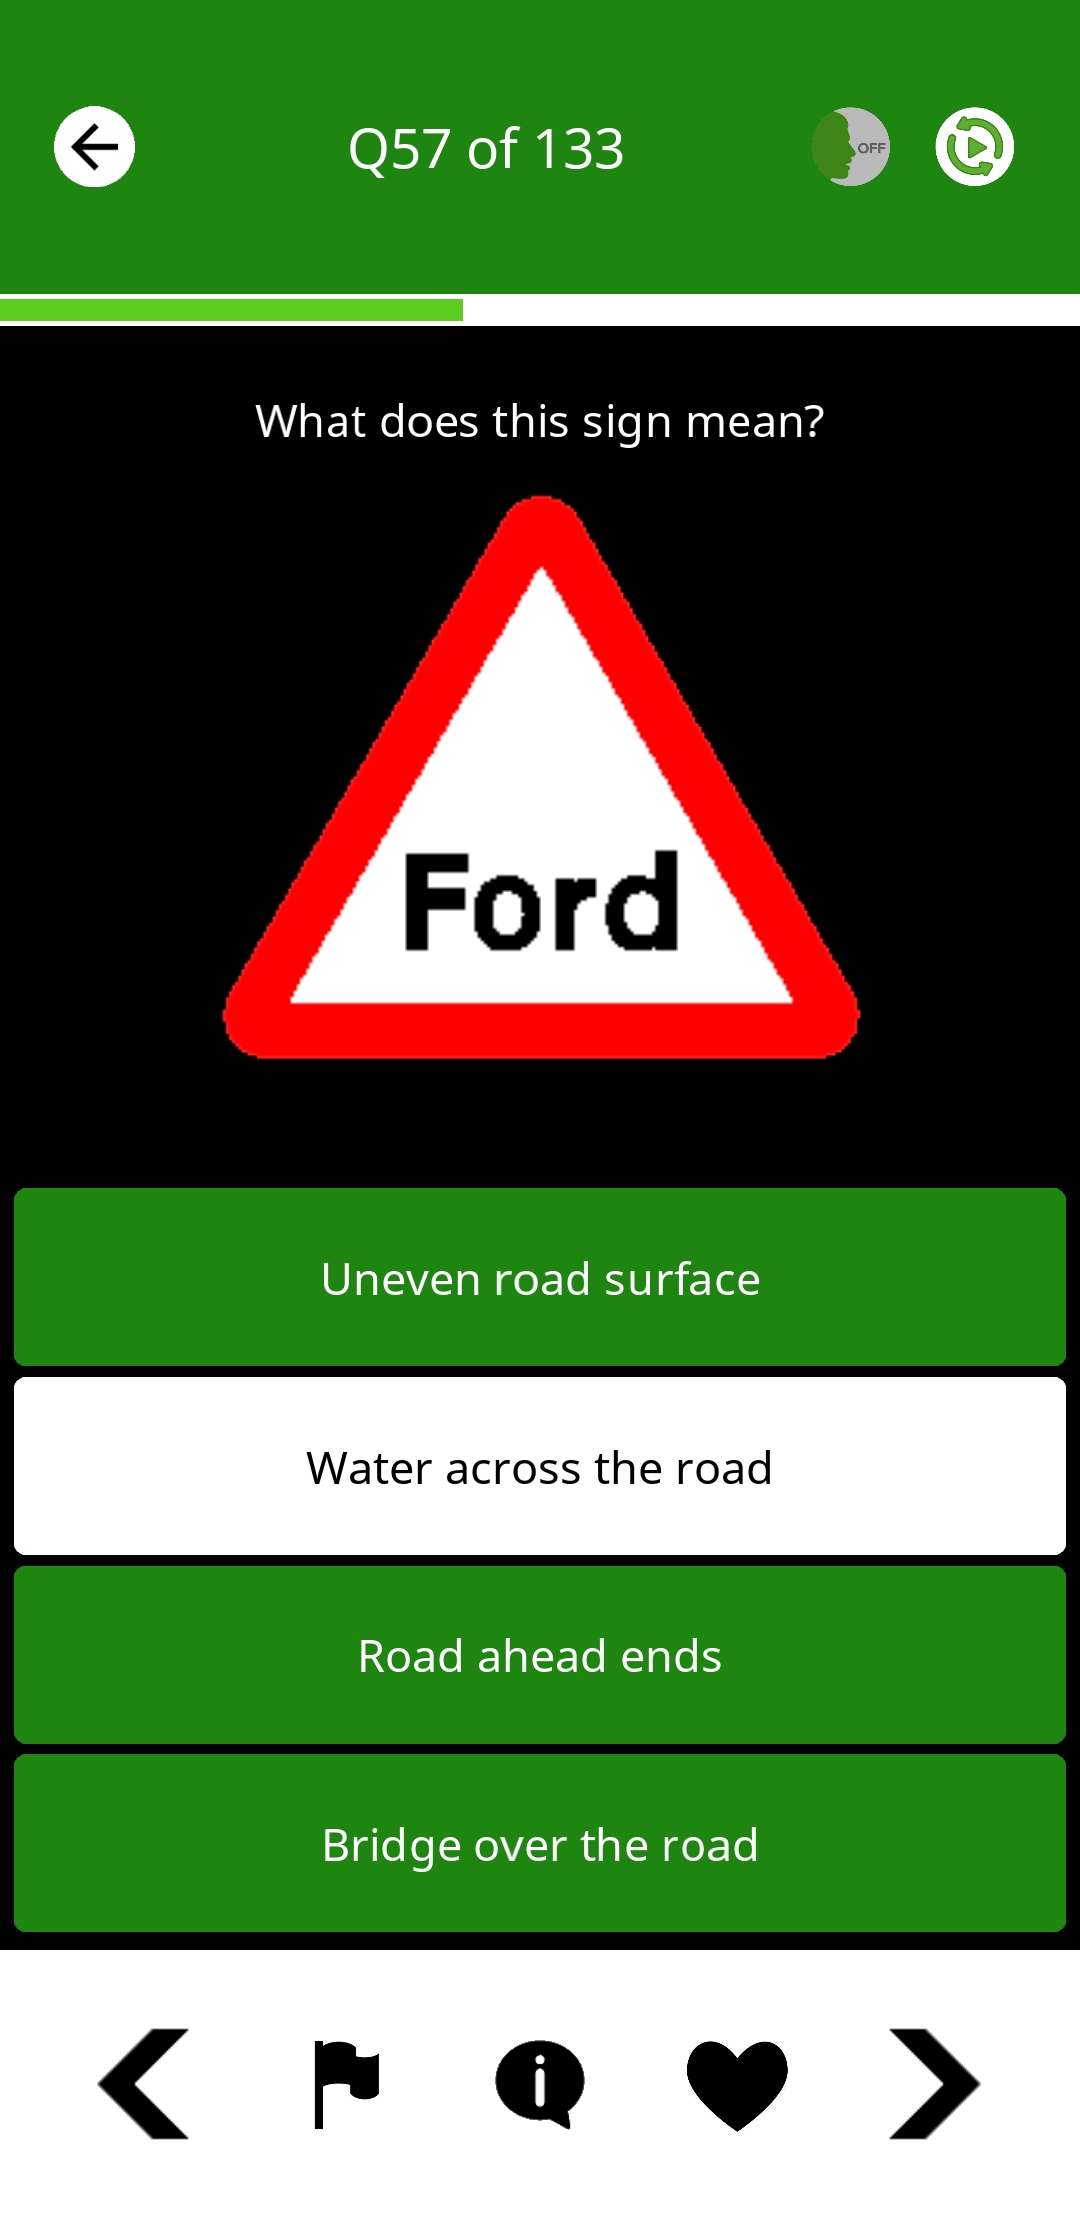 Q57 of 133
OFF
What does this sign mean?
Ford
Uneven road surface
Water across the road
Road ahead ends
Bridge over the road